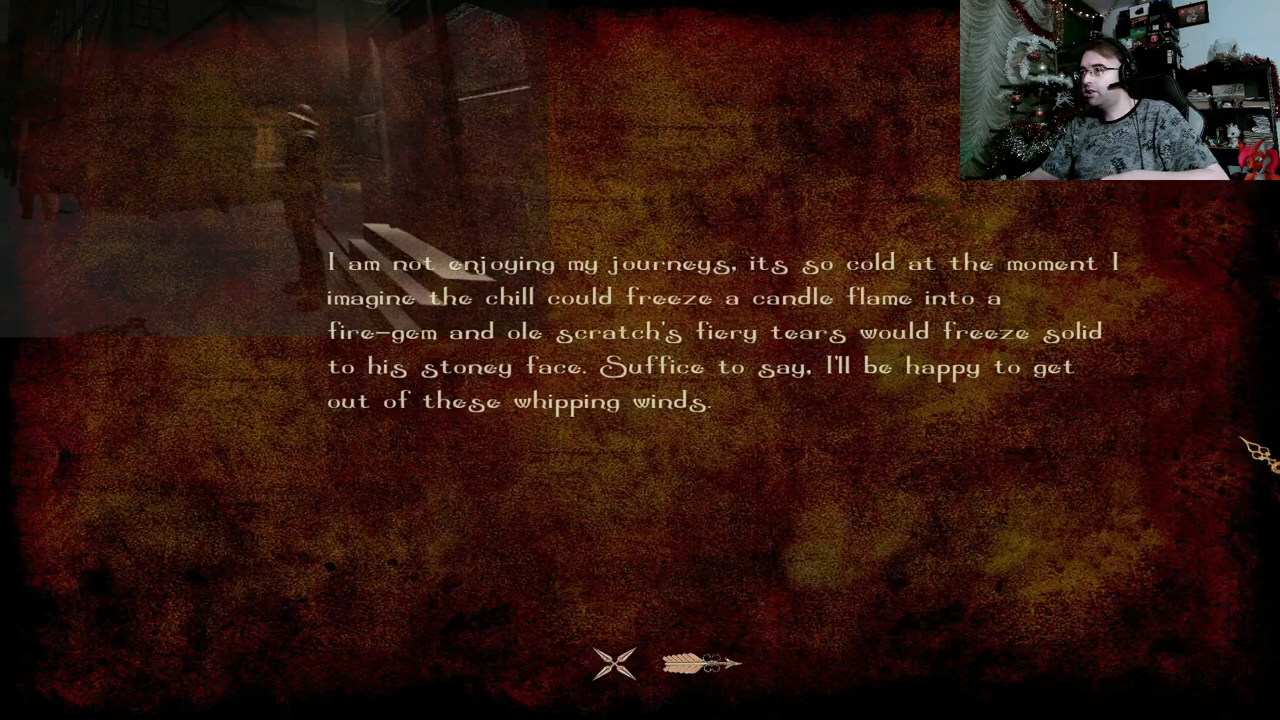 I am not enjoying my journeys, its so cold at the moment I
imagine the chill could freeze a candle flame into a
fire-gem and ole scratch's fiery tears would freeze solid
to his stoney face. Suffice to say, I'll be happy to get
out of these whipping winds.